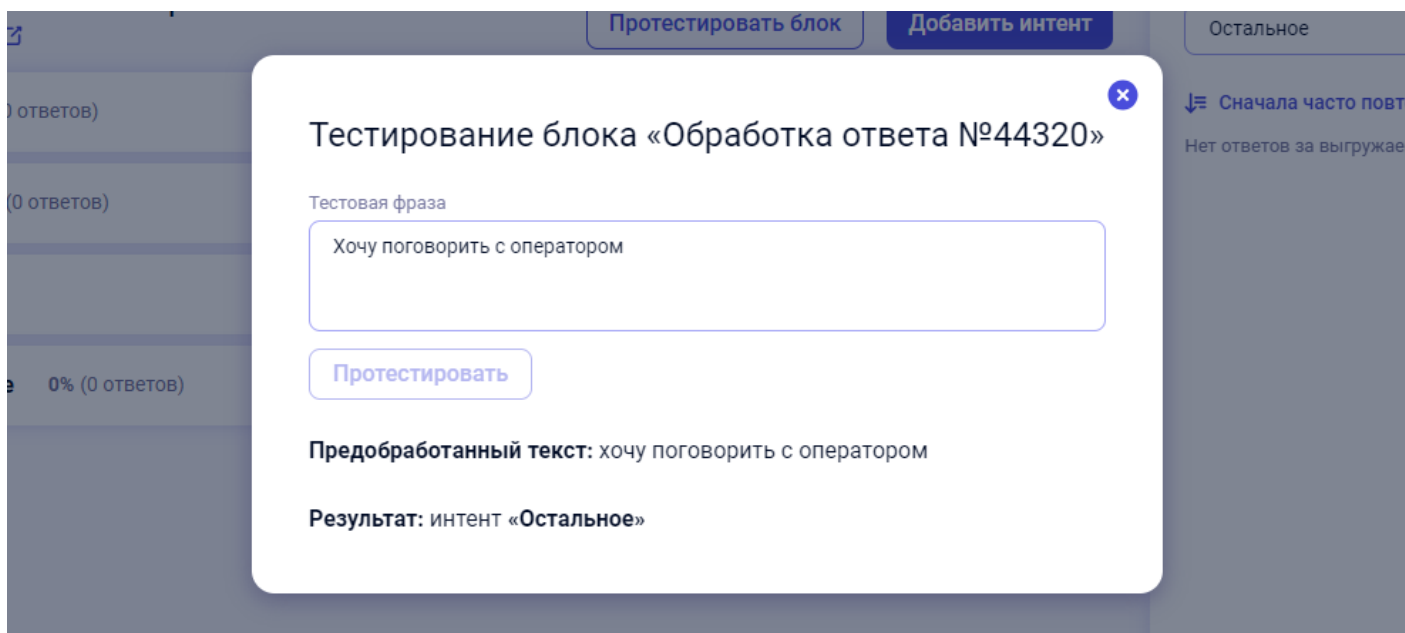 Протестировать блок
Добавить интент
Остальное
0 ответов)
Сначала часто повт
Нет ответов за выгружае
(0 ответов)
е 0% (0 ответов)
Тестирование блока «Обработка ответа №44320»
Тестовая фраза
Хочу поговорить с оператором
Протестировать
Предобработанный текст: хочу поговорить с оператором
Результат: интент «Остальное»